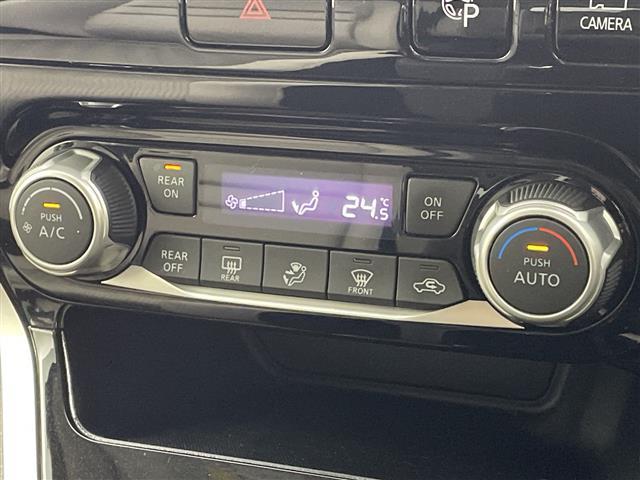 P
CAMERA
REAR
ON
24.5°C
ON
OFF
PUSH
A/C
PUSH
AUTO
REAR
OFF
REAR
FRONT